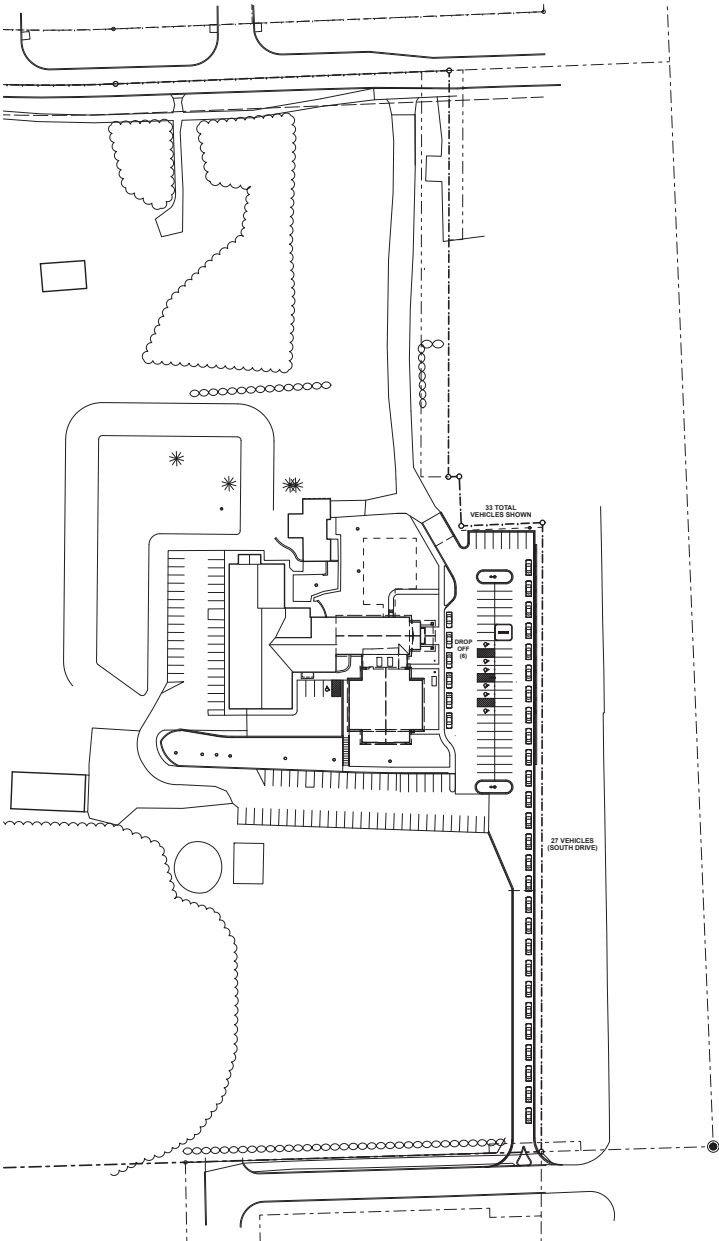 33 TOTAL
VEHICLES SHOWN
DROP
OFF
(6)
27 VEHICLES
(SOUTH DRIVE)